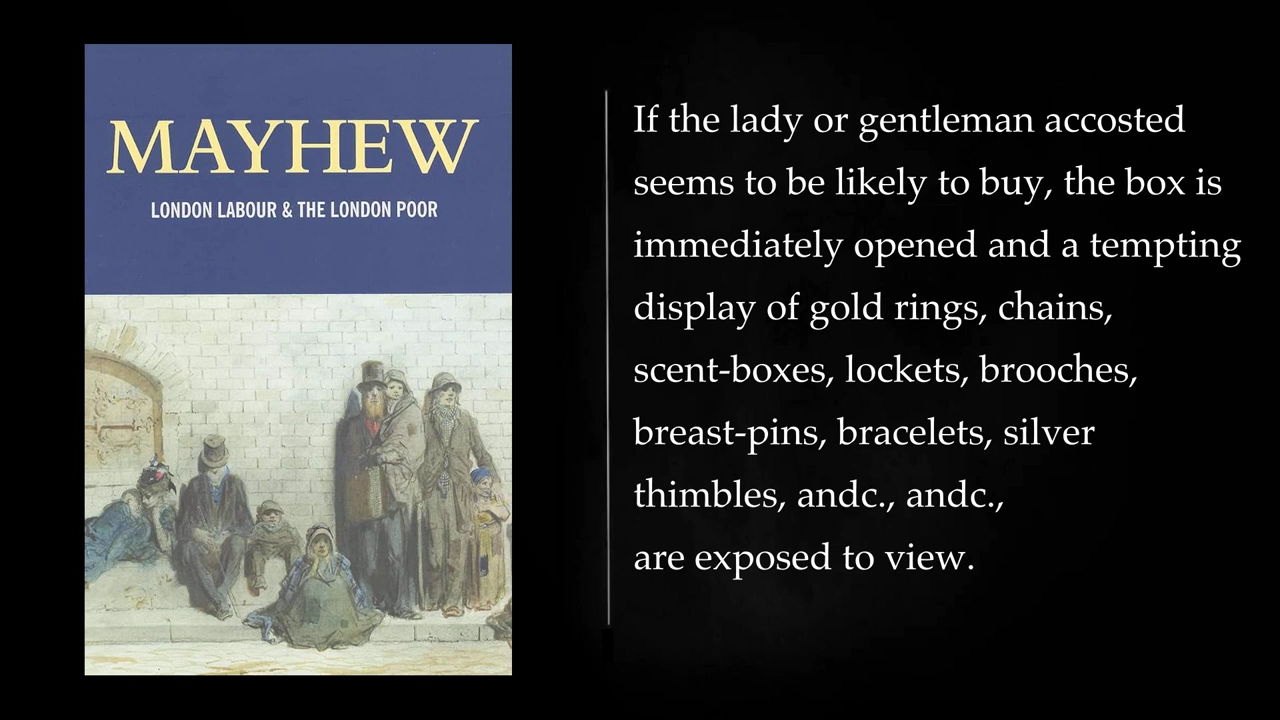 MAYHEW
LONDON LABOUR & THE LONDON POOR
If the lady or gentleman accosted
seems to be likely to buy, the box is
immediately opened and a tempting
display of gold rings, chains,
scent-boxes, lockets, brooches,
breast-pins, bracelets, silver
thimbles, andc., andc.,
are exposed to view.